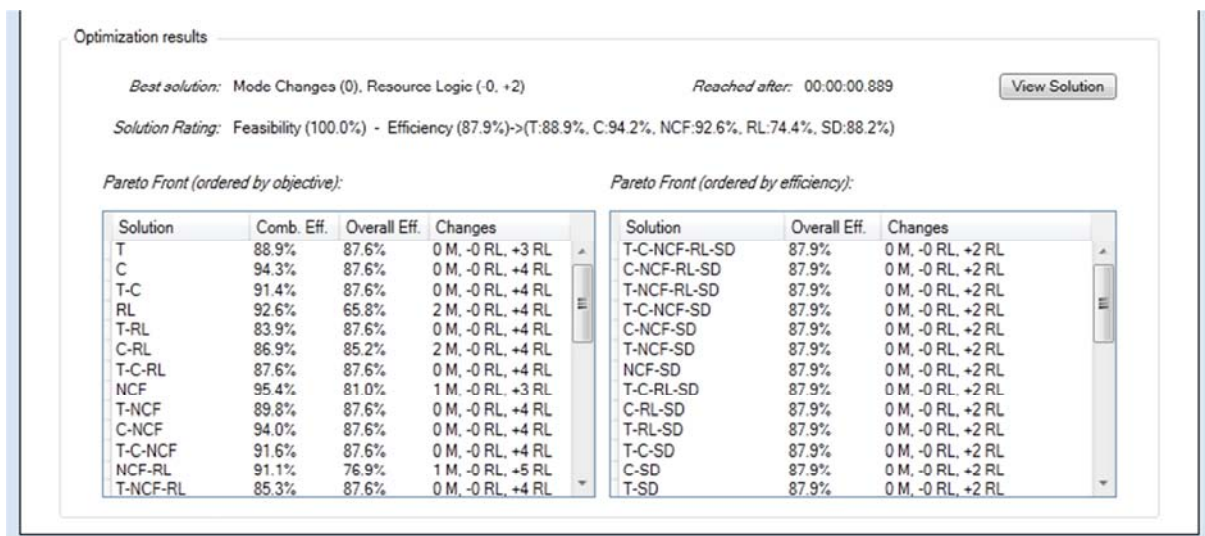 Optimization results
Best solution: Mode Changes (0), Resource Logic (-0, +2) Reached after: 00:00:00.889 View Solution
Solution Rating: Feasibility (100.0%) - Efficiency (87.9%)->(T:88.9%, C:94.2%, NCF:92.6%, RL:74.4%, SD:88.2%)
Pareto Front (ordered by objective): Pareto Front (ordered by efficiency):
Solution Comb. Eff. Overall Eff. Changes Solution Overall Eff. Changes
T 88.9% 87.6% 0 M, -0 RL, +3 RL T-C-NCF-RL-SD 87.9% 0 M, -0 RL, +2 RL
C 94.3% 87.6% 0 M, -0 RL, +4 RL C-NCF-RL-SD 87.9% 0 M, -0 RL, +2 RL
T-C 91.4% 87.6% 0 M, -0 RL, +4 RL T-NCF-RL-SD 87.9% 0 M, -0 RL, +2 RL
RL 92.6% 65.8% 2 M, -0 RL, +4 RL T-C-NCF-SD 87.9% 0 M, -0 RL, +2 RL
T-RL 83.9% 87.6% 0 M, -0 RL, +4 RL C-NCF-SD 87.9% 0 M, -0 RL, +2 RL
C-RL 86.9% 85.2% 2 M, -0 RL, +4 RL T-NCF-SD 87.9% 0 M, -0 RL, +2 RL
T-C-RL 87.6% 87.6% 0 M, -0 RL, +4 RL NCF-SD 87.9% 0 M, -0 RL, +2 RL
NCF 95.4% 81.0% 1 M, -0 RL, +3 RL T-C-RL-SD 87.9% 0 M, -0 RL, +2 RL
T-NCF 89.8% 87.6% 0 M, -0 RL, +4 RL C-RL-SD 87.9% 0 M, -0 RL, +2 RL
C-NCF 94.0% 87.6% 0 M, -0 RL, +4 RL T-RL-SD 87.9% 0 M, -0 RL, +2 RL
T-C-NCF 91.6% 87.6% 0 M, -0 RL, +4 RL T-C-SD 87.9% 0 M, -0 RL, +2 RL
NCF-RL 91.1% 76.9% 1 M, -0 RL, +5 RL C-SD 87.9% 0 M, -0 RL, +2 RL
T-NCF-RL 85.3% 87.6% 0 M, -0 RL, +4 RL T-SD 87.9% 0 M, -0 RL, +2 RL